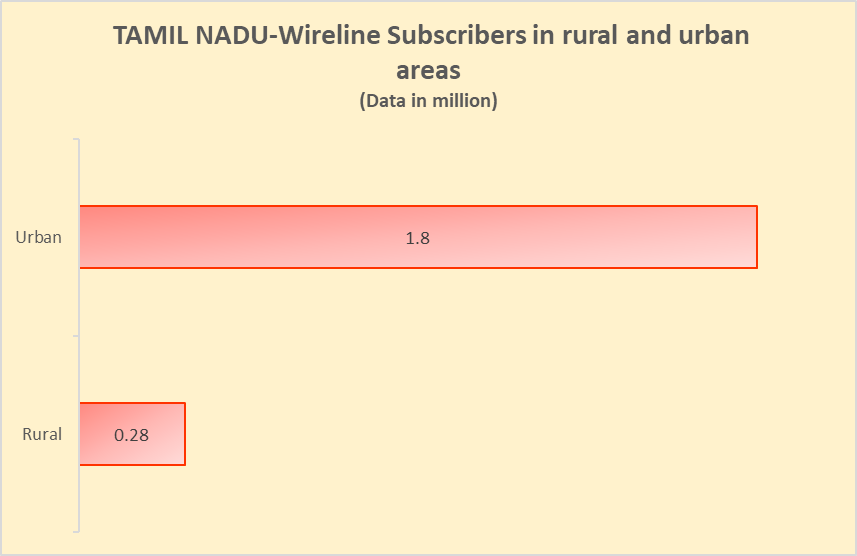 TAMIL NADU-Wireline Subscribers in rural and urban
areas
(Data in million)
Urban
1.8
Rural
0.28